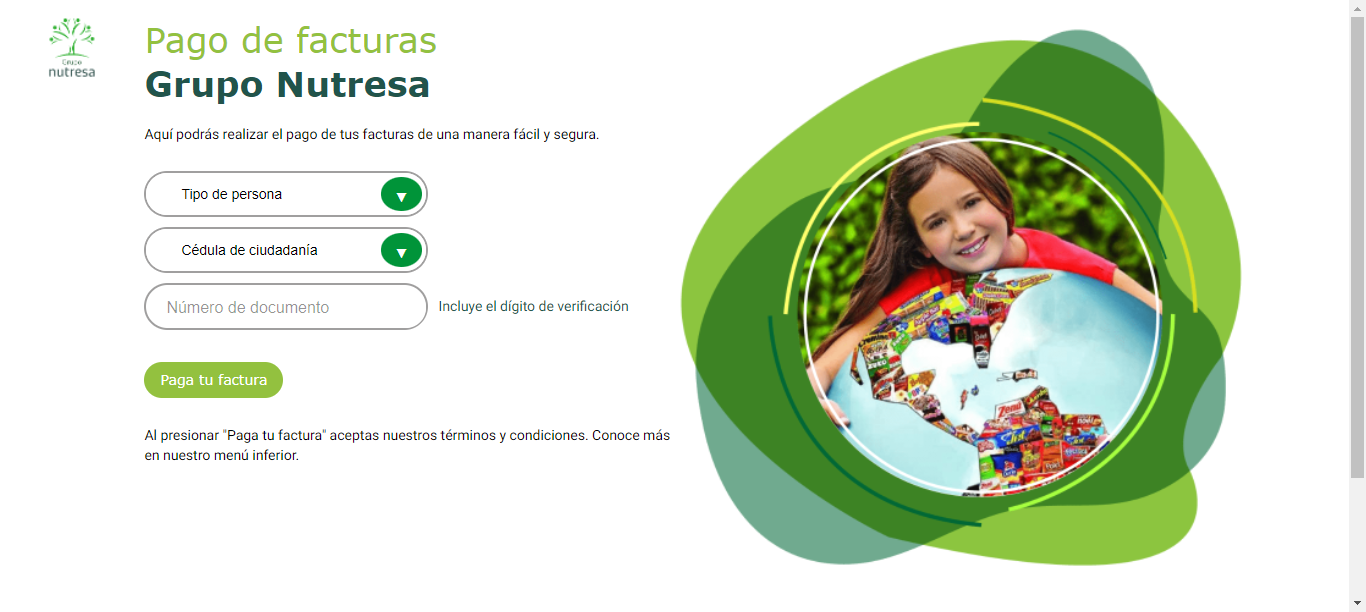 Grupo
nutresa
Pago de facturas
Grupo Nutresa
Aquí podrás realizar el pago de tus facturas de una manera fácil y segura.
Tipo de persona
Cédula de ciudadanía
Número de documento
Incluye el dígito de verificación
Paga tu factura
Al presionar "Paga tu factura" aceptas nuestros términos y condiciones. Conoce más
en nuestro menú inferior.
Zenú
Jet